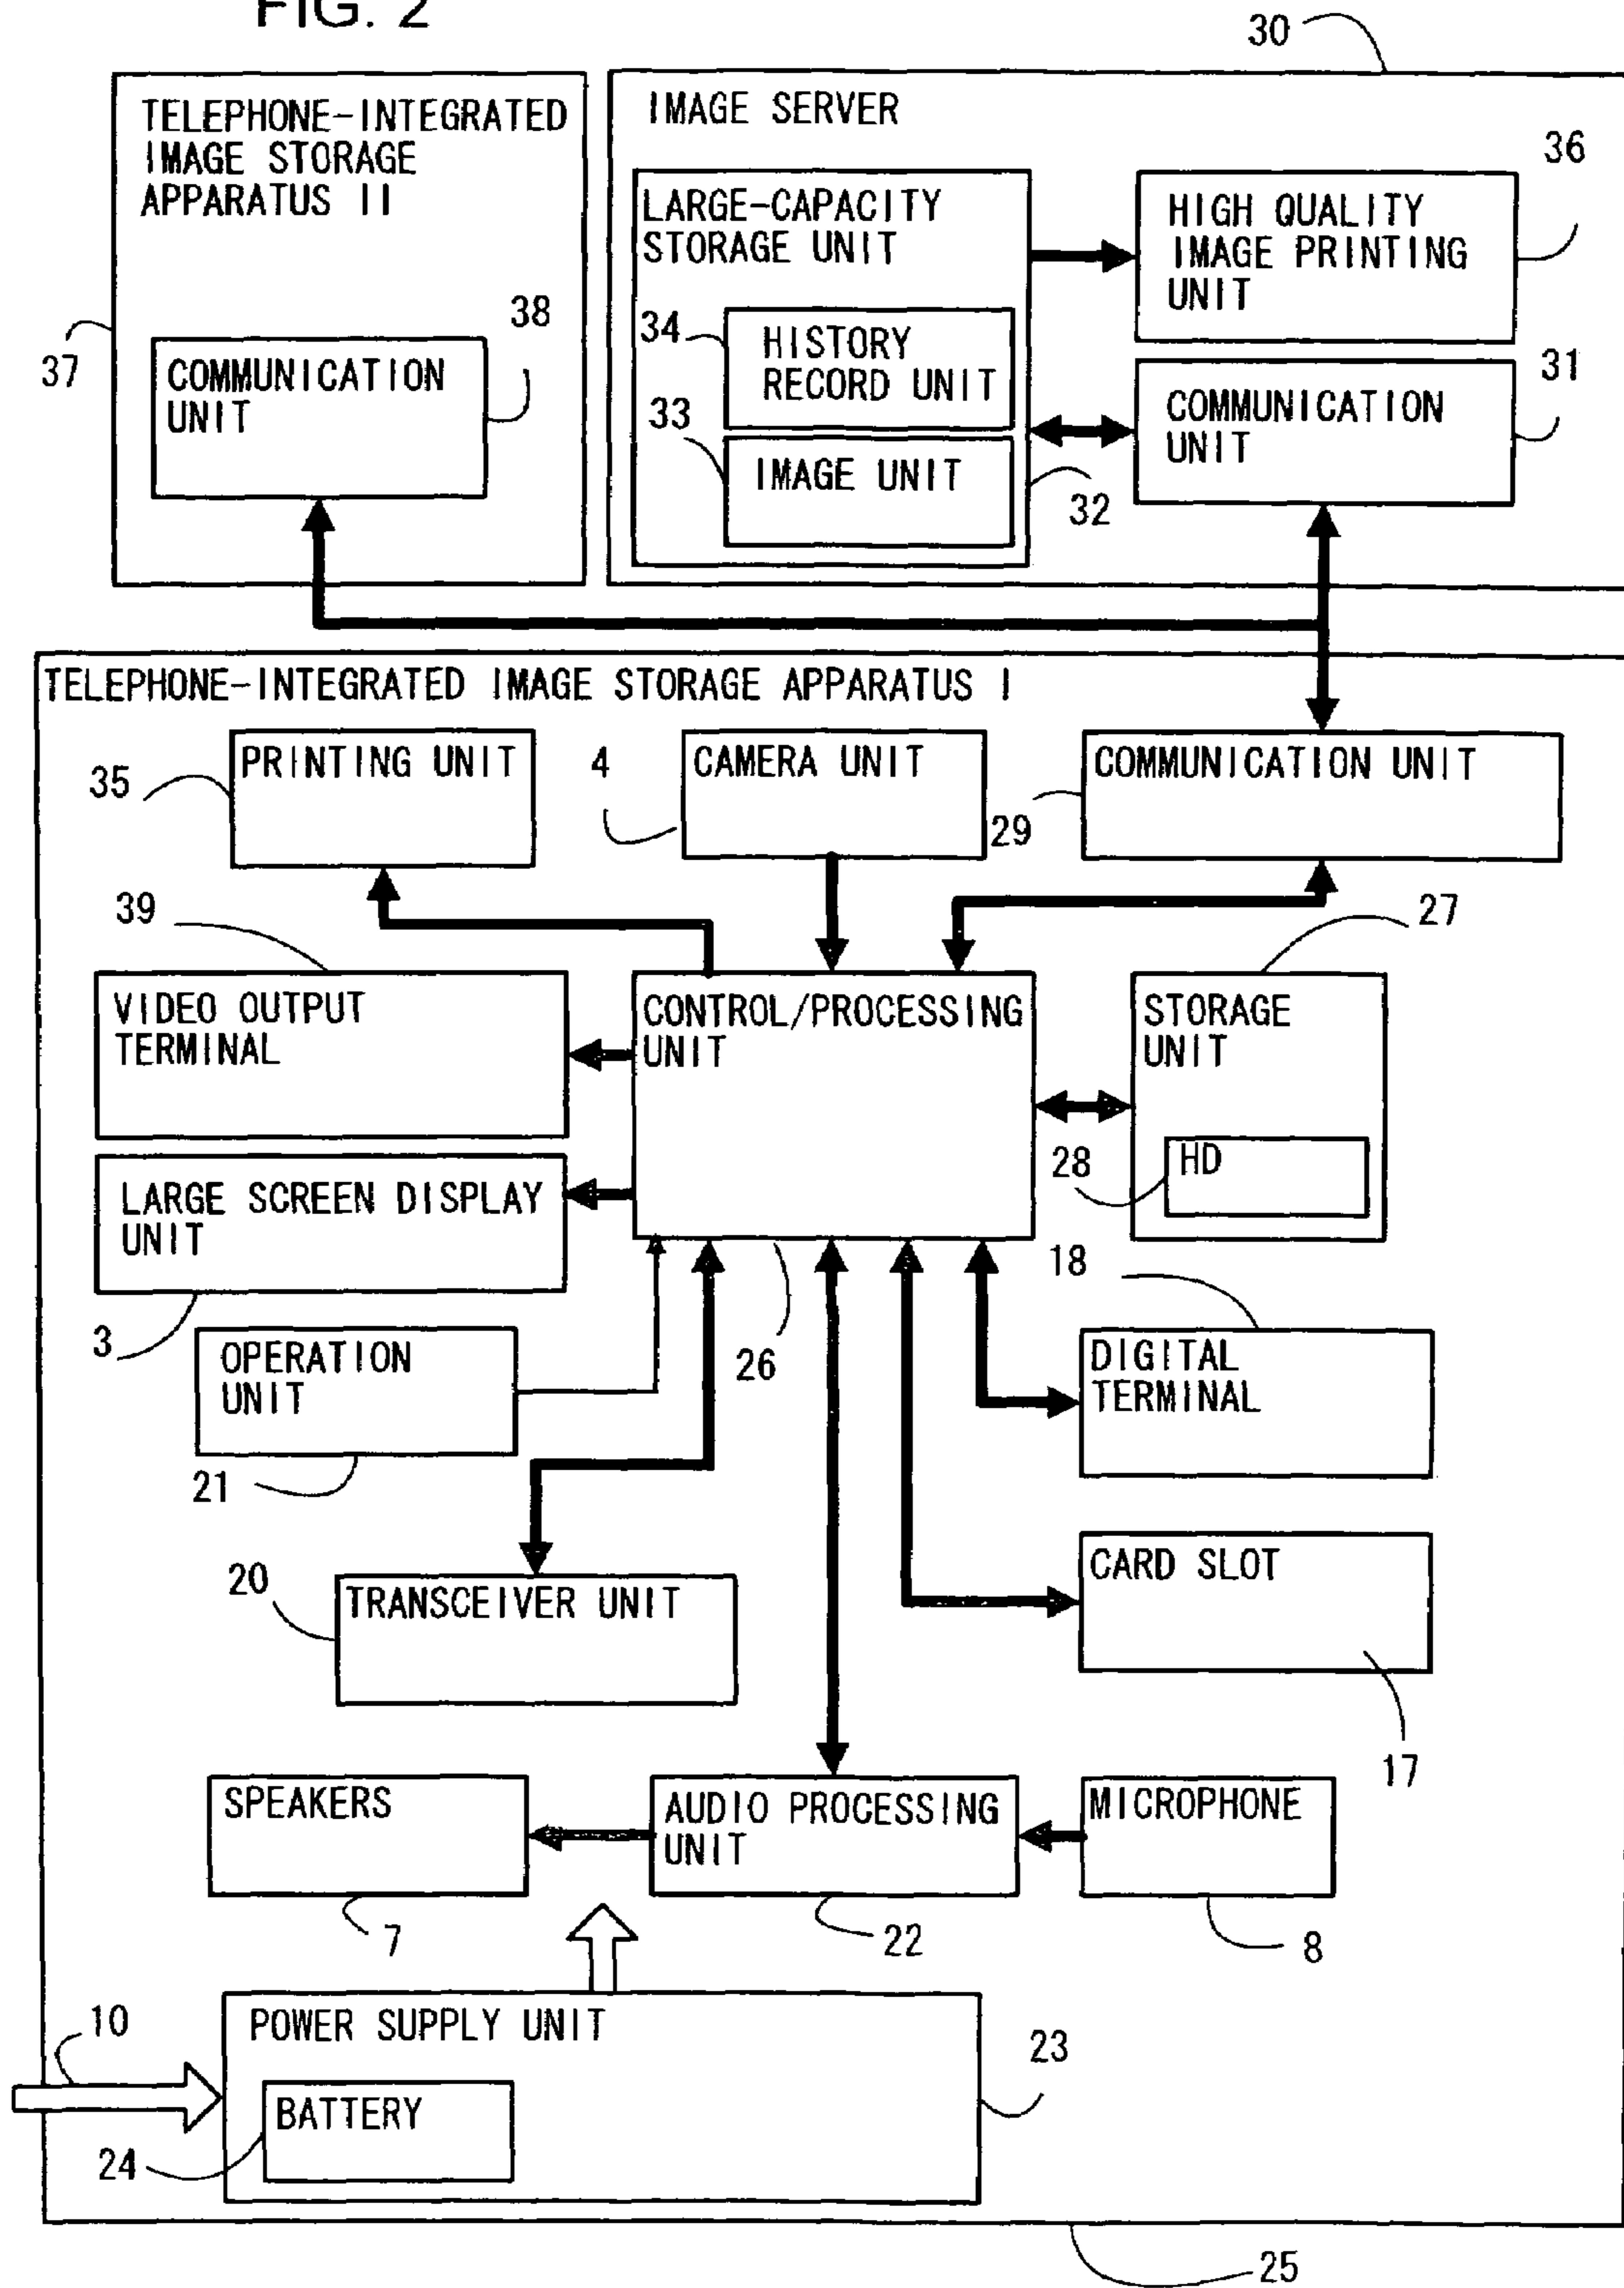 FIG. 2
30
TELEPHONE-INTEGRATED
IMAGE STORAGE
APPARATUS II
38
COMMUNICATION
UNIT
37
IMAGE SERVER
36
LARGE-CAPACITY
STORAGE UNIT
HIGH QUALITY
IMAGE PRINTING
UNIT
34
HISTORY
RECORD UNIT
31
COMMUNICATION
UNIT
33
IMAGE UNIT
32
TELEPHONE-INTEGRATED IMAGE STORAGE APPARATUS I
35
PRINTING UNIT
4
CAMERA UNIT
29
COMMUNICATION UNIT
39
27
VIDEO OUTPUT
TERMINAL
CONTROL/PROCESSING
UNIT
STORAGE
UNIT
28
HD
LARGE SCREEN DISPLAY
UNIT
18
3
26
OPERATION
UNIT
DIGITAL
TERMINAL
21
20
TRANSCEIVER UNIT
CARD SLOT
17
SPEAKERS
AUDIO PROCESSING
UNIT
MICROPHONE
7
22
8
10
POWER SUPPLY UNIT
23
BATTERY
24
25